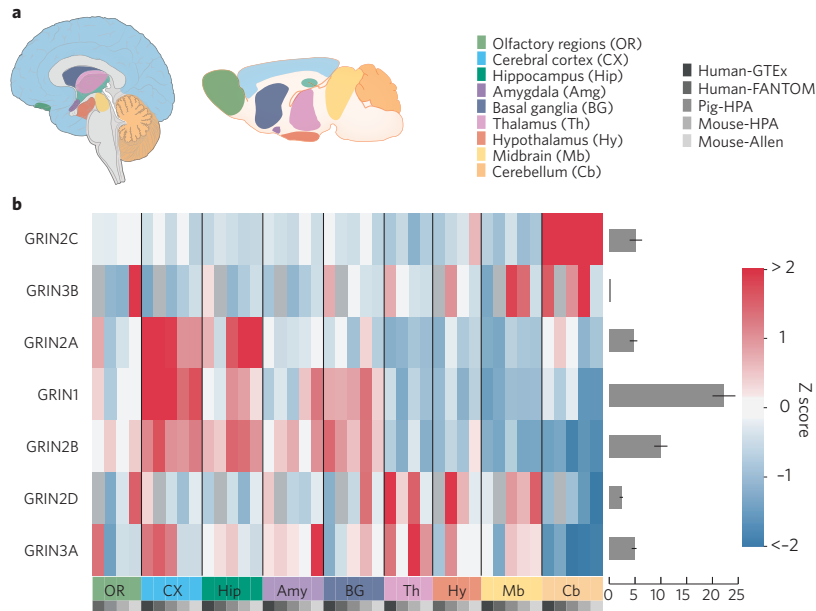 a
Olfactory regions (OR)
Cerebral cortex (CX)
Hippocampus (Hip)
Amygdala (Amg)
Basal ganglia (BG)
Thalamus (Th)
Hypothalamus (Hy)
Midbrain (Mb)
Cerebellum (Cb)
Human-GTEx
Human-FANTOM
Pig-HPA
Mouse-HPA
Mouse-Allen
b
GRIN2C
GRIN3B
GRIN2A
GRIN1
GRIN2B
GRIN2D
GRIN3A
OR CX Hip Amy BG Th Hy Mb Cb
0 5 10 15 20 25
> 2
1
0
−1
<−2
Z score